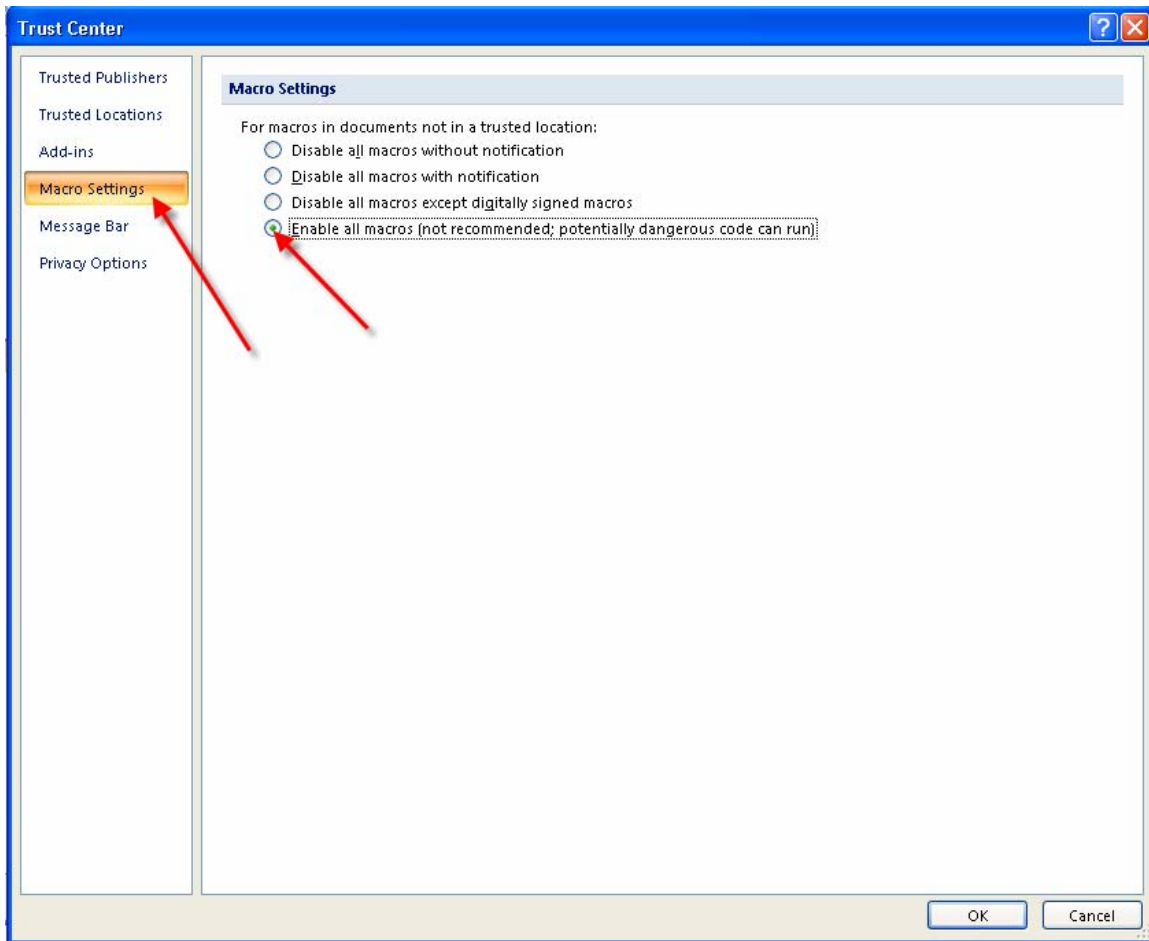 Trust Center
Trusted Publishers
Trusted Locations
Add-ins
Macro Settings
Message Bar
Privacy Options
Macro Settings
For macros in documents not in a trusted location:
Disable all macros without notification
Disable all macros with notification
Disable all macros except digitally signed macros
Enable all macros (not recommended; potentially dangerous code can run)
OK
Cancel